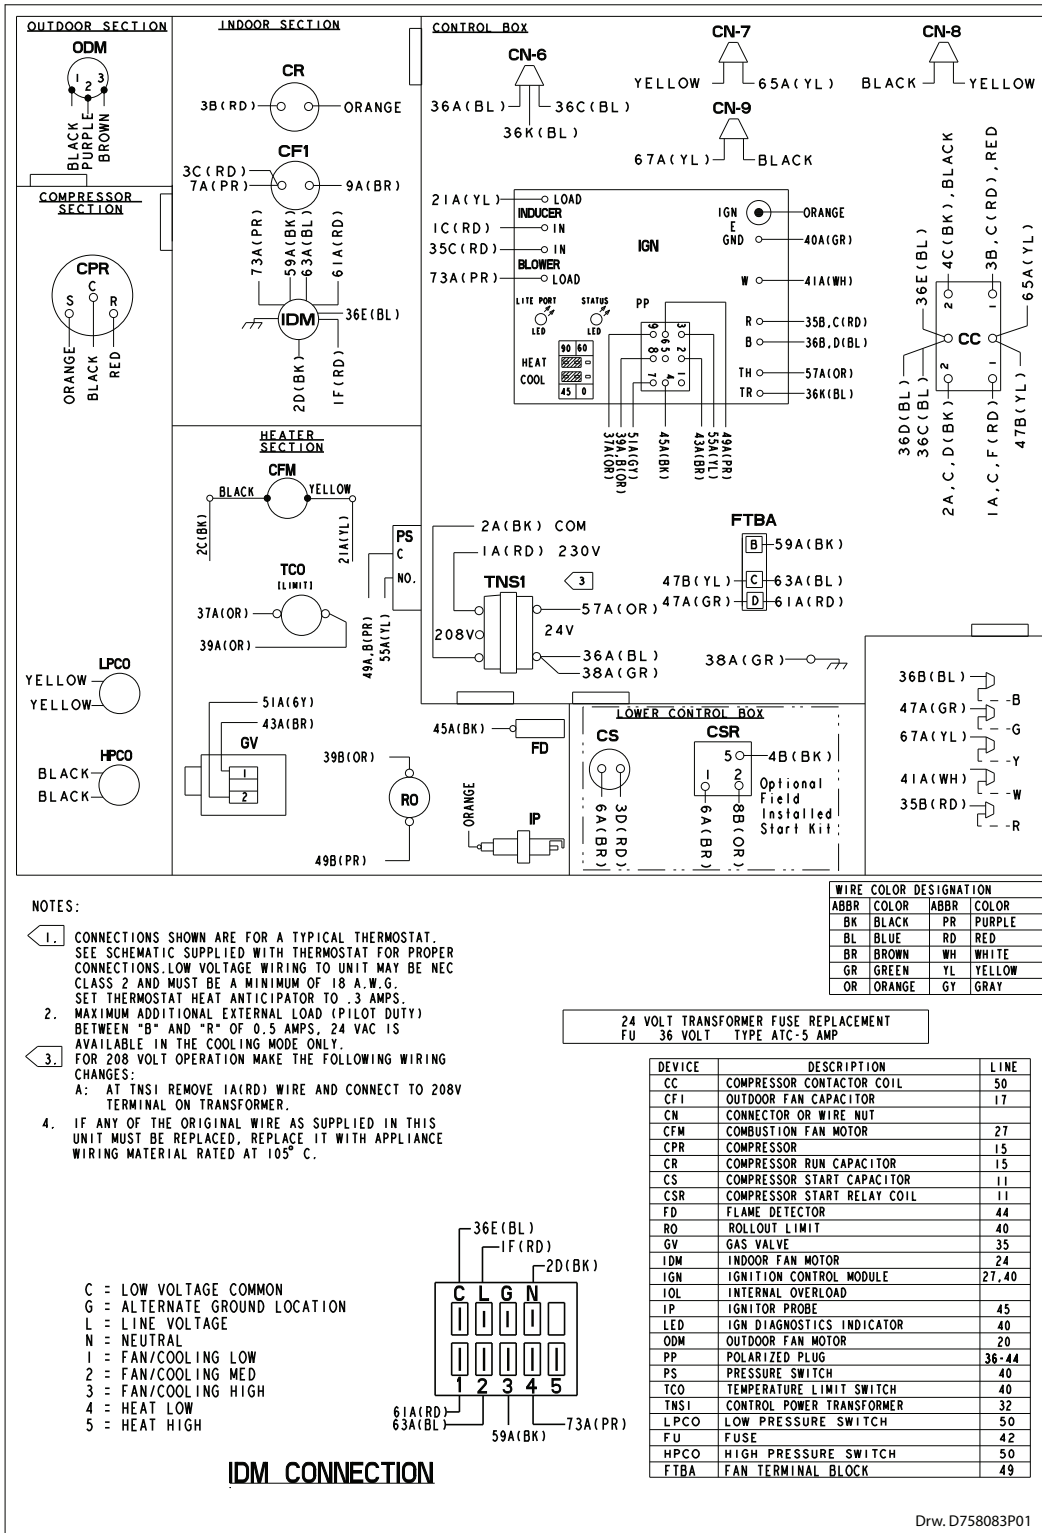 OUTDOOR SECTION
ODM
1 2 3
BLACK
PURPLE
BROWN
INDOOR SECTION
CR
3B(RD)
ORANGE
CF1
3C(RD)
7A(PR)
9A(BR)
73A(PR)
59A(BK)
63A(BL)
61A(RD)
IDM
36E(BL)
2D(BK)
1F(RD)
COMPRESSOR
SECTION
CPR
C
S
R
ORANGE
BLACK
RED
LPCO
YELLOW
YELLOW
HPCO
BLACK
BLACK
HEATER
SECTION
CFM
BLACK
YELLOW
2C(BK)
21A(YL)
TCO
[LIMIT]
37A(OR)
39A(OR)
PS
C
NO.
49A,B(PR)
55A(YL)
51A(GY)
43A(BR)
GV
1
2
39B(OR)
RO
49B(PR)
CONTROL BOX
CN-6
36A(BL)
36C(BL)
36K(BL)
CN-7
YELLOW
65A(YL)
CN-8
BLACK
YELLOW
CN-9
67A(YL)
BLACK
21A(YL)
LOAD
INDUCER
1C(RD)
IN
35C(RD)
IN
BLOWER
73A(PR)
LOAD
IGN
IGN
E
GND
ORANGE
40A(GR)
W
41A(WH)
R
35B,C(RD)
B
36B,D(BL)
TH
57A(OR)
TR
36K(BL)
LITE PORT
LED
STATUS
LED
PP
9 6 3
8 5 2
7 4 1
90 60
HEAT
COOL
45 0
37A(OR)
39A,B(OR)
51A(GY)
45A(BK)
43A(BR)
55A(YL)
49A(PR)
36E(BL)
4C(BK),BLACK
3B,C(RD),RED
65A(YL)
2
1
CC
2
1
36D(BL)
36C(BL)
2A,C,D(BK)
1A,C,F(RD)
47B(YL)
2A(BK) COM
1A(RD) 230V
TNS1
3
57A(OR)
208V
24V
36A(BL)
38A(GR)
FTBA
B
59A(BK)
47B(YL)
C
63A(BL)
47A(GR)
D
61A(RD)
38A(GR)
45A(BK)
FD
ORANGE
IP
LOWER CONTROL BOX
CS
6A(BR)
3D(RD)
CSR
5
4B(BK)
1 2
6A(BR)
8B(OR)
Optional
Field
Installed
Start Kit
36B(BL)
B
47A(GR)
G
67A(YL)
Y
41A(WH)
W
35B(RD)
R
WIRE COLOR DESIGNATION
ABBR COLOR ABBR COLOR
BK BLACK PR PURPLE
BL BLUE RD RED
BR BROWN WH WHITE
GR GREEN YL YELLOW
OR ORANGE GY GRAY
NOTES:
1. CONNECTIONS SHOWN ARE FOR A TYPICAL THERMOSTAT.
SEE SCHEMATIC SUPPLIED WITH THERMOSTAT FOR PROPER
CONNECTIONS.LOW VOLTAGE WIRING TO UNIT MAY BE NEC
CLASS 2 AND MUST BE A MINIMUM OF 18 A.W.G.
SET THERMOSTAT HEAT ANTICIPATOR TO .3 AMPS.
2. MAXIMUM ADDITIONAL EXTERNAL LOAD (PILOT DUTY)
BETWEEN "B" AND "R" OF 0.5 AMPS, 24 VAC IS
AVAILABLE IN THE COOLING MODE ONLY.
3. FOR 208 VOLT OPERATION MAKE THE FOLLOWING WIRING
CHANGES:
A: AT TNS1 REMOVE 1A(RD) WIRE AND CONNECT TO 208V
TERMINAL ON TRANSFORMER.
4. IF ANY OF THE ORIGINAL WIRE AS SUPPLIED IN THIS
UNIT MUST BE REPLACED, REPLACE IT WITH APPLIANCE
WIRING MATERIAL RATED AT 105° C.
24 VOLT TRANSFORMER FUSE REPLACEMENT
FU 36 VOLT TYPE ATC-5 AMP
DEVICE DESCRIPTION LINE
CC COMPRESSOR CONTACTOR COIL 50
CF1 OUTDOOR FAN CAPACITOR 17
CN CONNECTOR OR WIRE NUT
CFM COMBUSTION FAN MOTOR 27
CPR COMPRESSOR 15
CR COMPRESSOR RUN CAPACITOR 15
CS COMPRESSOR START CAPACITOR 11
CSR COMPRESSOR START RELAY COIL 11
FD FLAME DETECTOR 44
RO ROLLOUT LIMIT 40
GV GAS VALVE 35
IDM INDOOR FAN MOTOR 24
IGN IGNITION CONTROL MODULE 27,40
IOL INTERNAL OVERLOAD
IP IGNITOR PROBE 45
LED IGN DIAGNOSTICS INDICATOR 40
ODM OUTDOOR FAN MOTOR 20
PP POLARIZED PLUG 36-44
PS PRESSURE SWITCH 40
TCO TEMPERATURE LIMIT SWITCH 40
TNS1 CONTROL POWER TRANSFORMER 32
LPCO LOW PRESSURE SWITCH 50
FU FUSE 42
HPCO HIGH PRESSURE SWITCH 50
FTBA FAN TERMINAL BLOCK 49
C = LOW VOLTAGE COMMON
G = ALTERNATE GROUND LOCATION
L = LINE VOLTAGE
N = NEUTRAL
1 = FAN/COOLING LOW
2 = FAN/COOLING MED
3 = FAN/COOLING HIGH
4 = HEAT LOW
5 = HEAT HIGH
36E(BL)
1F(RD)
2D(BK)
C L G N
1 2 3 4 5
61A(RD)
63A(BL)
59A(BK)
73A(PR)
IDM CONNECTION
Drw. D758083P01